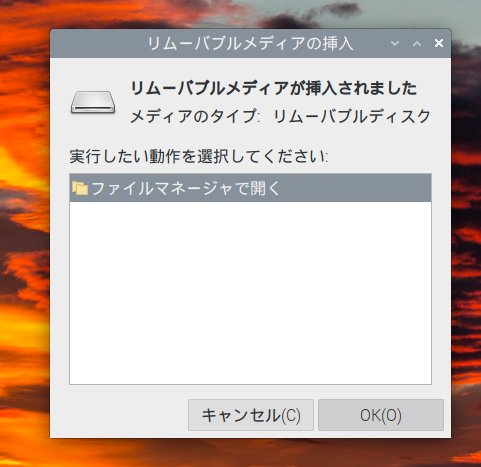 リムーバブルメディアの挿入
リムーバブルメディアが挿入されました
メディアのタイプ: リムーバブルディスク
実行したい動作を選択してください:
ファイルマネージャで開く
キャンセル(C)
OK(O)